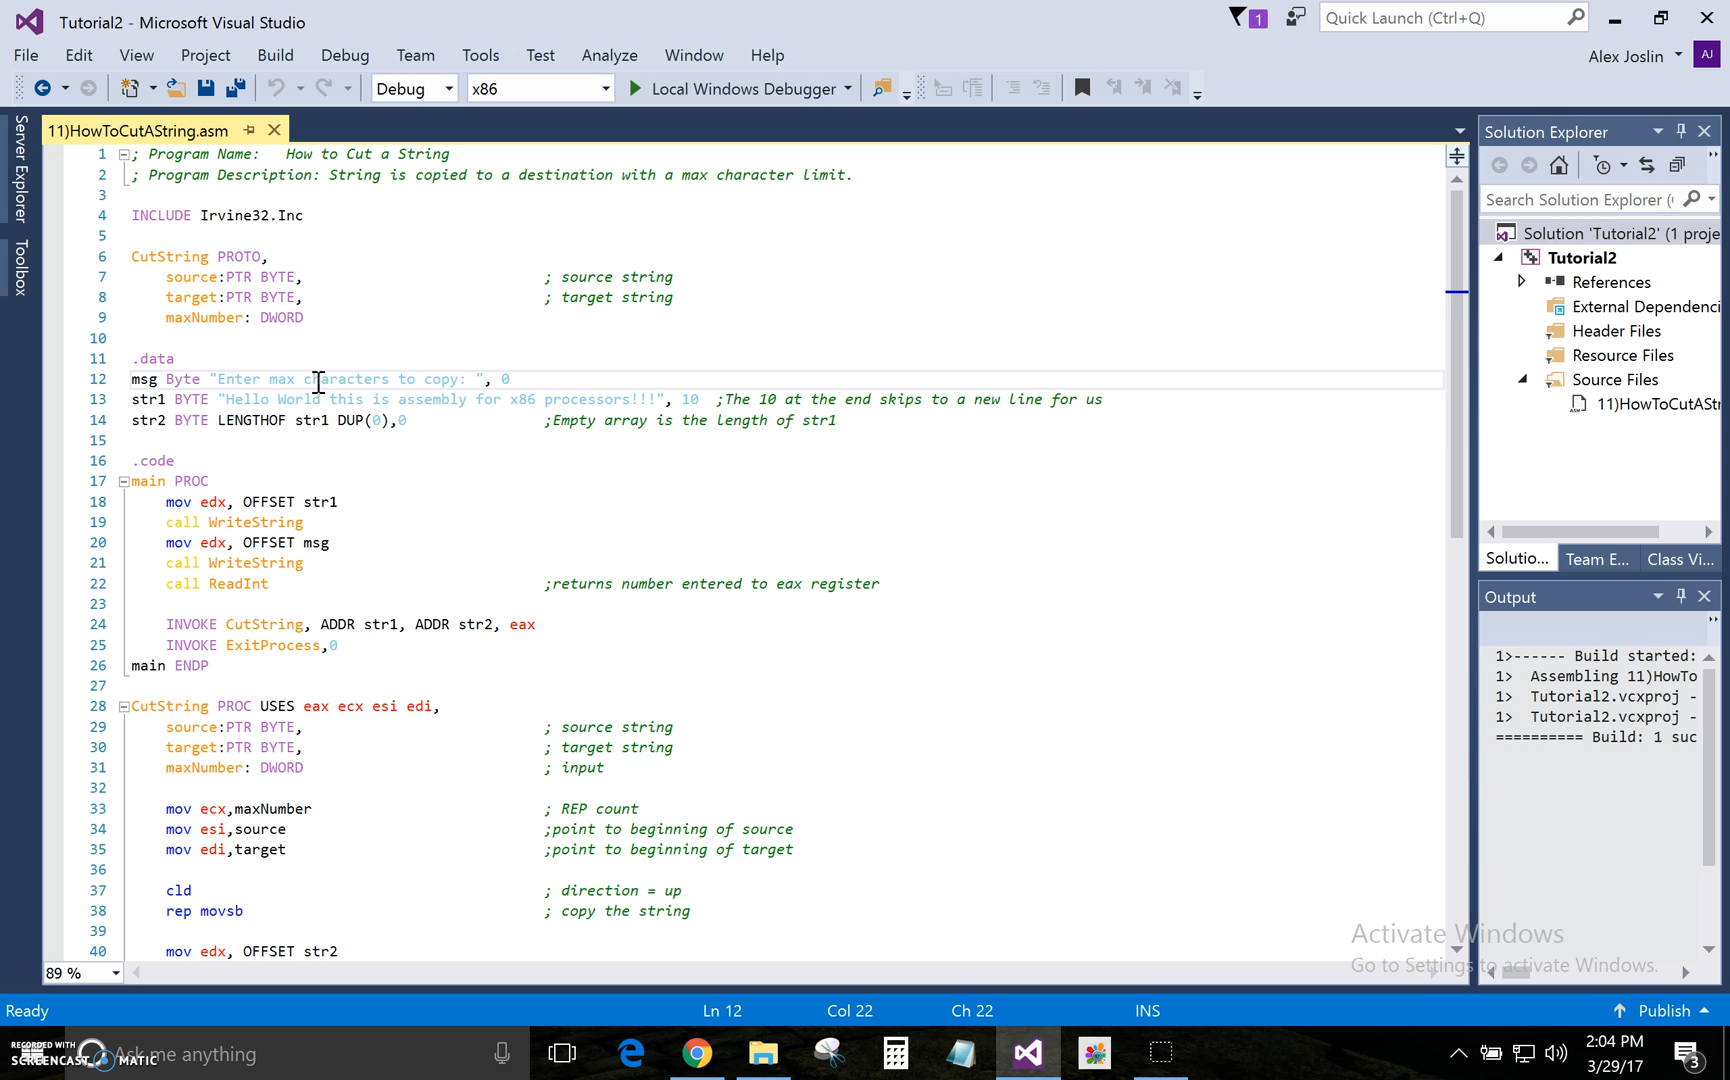 Tutorial2 - Microsoft Visual Studio
1
Quick Launch (Ctrl+Q)
File Edit View Project Build Debug Team Tools Test Analyze Window Help
Alex Joslin AJ
Debug x86 Local Windows Debugger
Server Explorer
Toolbox
11)HowToCutAString.asm
1 ; Program Name: How to Cut a String
2 ; Program Description: String is copied to a destination with a max character limit.
3
4 INCLUDE Irvine32.Inc
5
6 CutString PROTO,
7 source:PTR BYTE, ; source string
8 target:PTR BYTE, ; target string
9 maxNumber: DWORD
10
11 .data
12 msg Byte "Enter max characters to copy: ", 0
13 str1 BYTE "Hello World this is assembly for x86 processors!!!", 10 ;The 10 at the end skips to a new line for us
14 str2 BYTE LENGTHOF str1 DUP(0),0 ;Empty array is the length of str1
15
16 .code
17 main PROC
18 mov edx, OFFSET str1
19 call WriteString
20 mov edx, OFFSET msg
21 call WriteString
22 call ReadInt ;returns number entered to eax register
23
24 INVOKE CutString, ADDR str1, ADDR str2, eax
25 INVOKE ExitProcess,0
26 main ENDP
27
28 CutString PROC USES eax ecx esi edi,
29 source:PTR BYTE, ; source string
30 target:PTR BYTE, ; target string
31 maxNumber: DWORD ; input
32
33 mov ecx,maxNumber ; REP count
34 mov esi,source ;point to beginning of source
35 mov edi,target ;point to beginning of target
36
37 cld ; direction = up
38 rep movsb ; copy the string
39
40 mov edx, OFFSET str2
89 %
Solution Explorer
Search Solution Explorer (
Solution 'Tutorial2' (1 proje
Tutorial2
References
External Dependenci
Header Files
Resource Files
Source Files
11)HowToCutAStr
Solutio... Team E... Class Vi...
Output
1>------ Build started:
1> Assembling 11)HowTo
1> Tutorial2.vcxproj -
1> Tutorial2.vcxproj -
========== Build: 1 suc
Activate Windows
Go to Settings to activate Windows.
Ready Ln 12 Col 22 Ch 22 INS Publish
RECORDED WITH
SCREENCAST MATIC
Ask me anything
2:04 PM
3/29/17
3